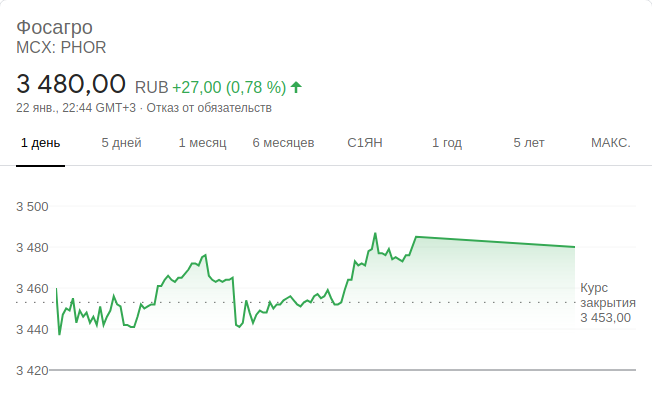 Фосагро
MCX: PHOR
3 480,00 RUB +27,00 (0,78 %)
22 янв., 22:44 GMT+3 · Отказ от обязательств
1 день 5 дней 1 месяц 6 месяцев С1ЯН 1 год 5 лет МАКС.
3 500
3 480
3 460
3 440
3 420
Курс
закрытия
3 453,00